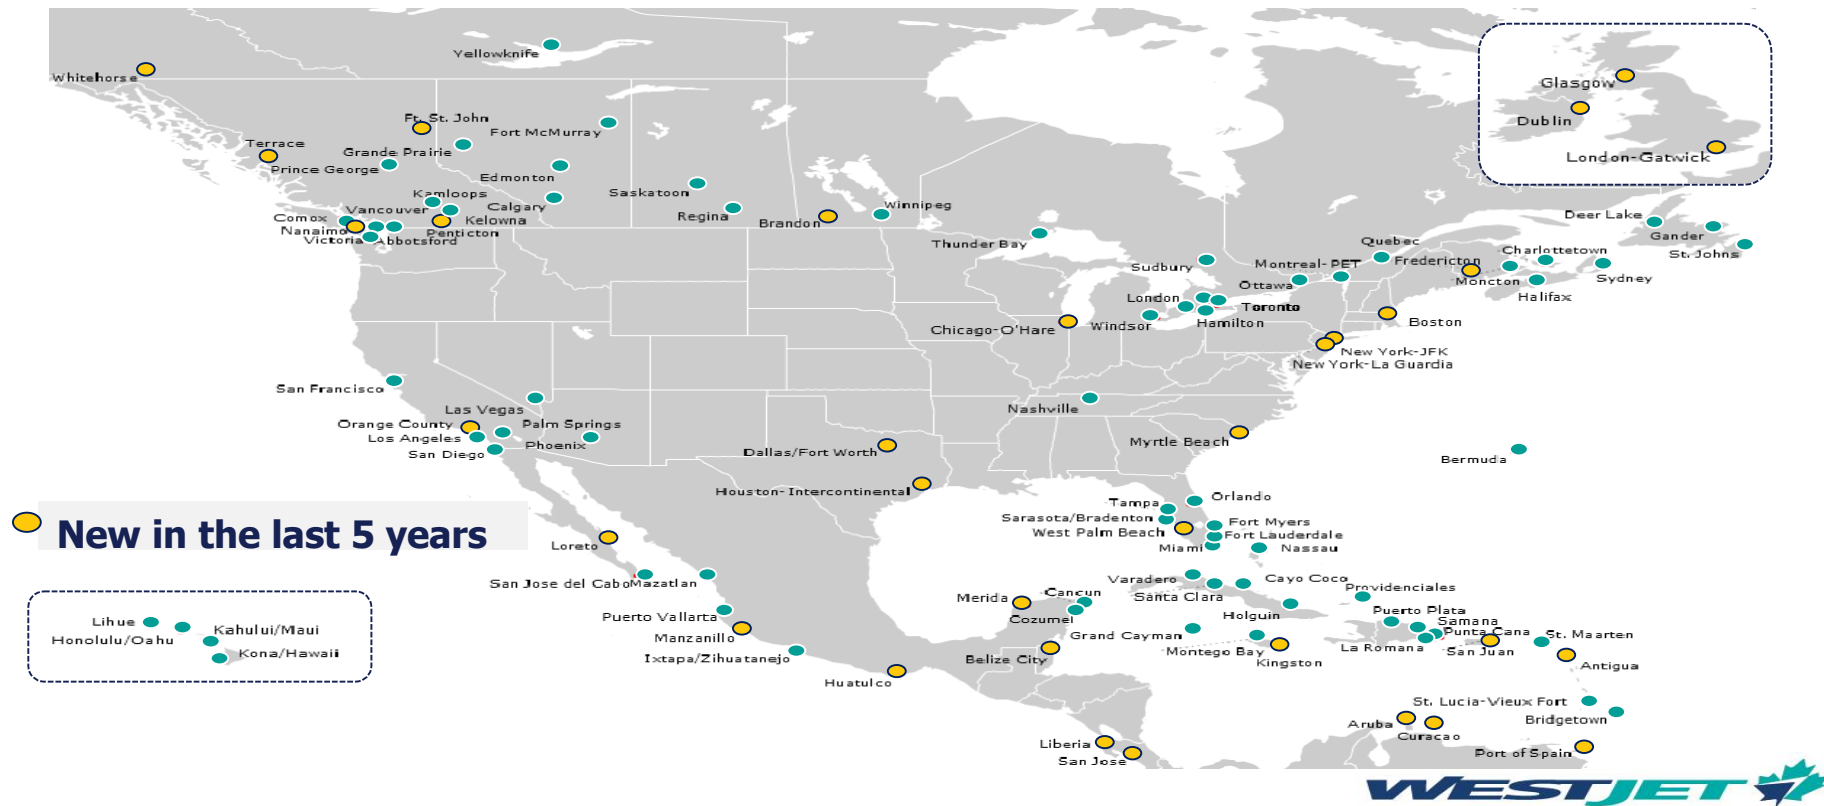 Yellowknife
Whitehorse
Glasgow
Dublin
London-Gatwick
Ft. St. John
Fort McMurray
Terrace
Grande Prairie
Prince George
Edmonton
Kamloops
Saskatoon
Calgary
Vancouver
Regina
Winnipeg
Comox
Kelowna
Brandon
Nanaimo
Penticton
Victoria
Abbotsford
Thunder Bay
Deer Lake
Gander
St. Johns
Quebec
Charlottetown
Sudbury
Montreal-PET
Fredericton
Ottawa
Moncton
Sydney
Halifax
London
Toronto
Windsor
Hamilton
Chicago-O'Hare
Boston
New York-JFK
New York-La Guardia
San Francisco
Las Vegas
Nashville
Orange County
Palm Springs
Los Angeles
Phoenix
San Diego
Myrtle Beach
Dallas/Fort Worth
Bermuda
Houston-Intercontinental
Tampa
Orlando
Sarasota/Bradenton
Fort Myers
West Palm Beach
Fort Lauderdale
Miami
Nassau
New in the last 5 years
Loreto
San Jose del Cabo
Mazatlan
Varadero
Cayo Coco
Providenciales
Merida
Cancun
Santa Clara
Puerto Vallarta
Cozumel
Holguin
Puerto Plata
Samana
Manzanillo
Grand Cayman
Punta Cana
St. Maarten
Ixtapa/Zihuatanejo
Belize City
Montego Bay
Kingston
La Romana
San Juan
Antigua
Huatulco
Lihue
Kahului/Maui
Honolulu/Oahu
Kona/Hawaii
St. Lucia-Vieux Fort
Bridgetown
Aruba
Curacao
Liberia
San Jose
Port of Spain
WESTJET